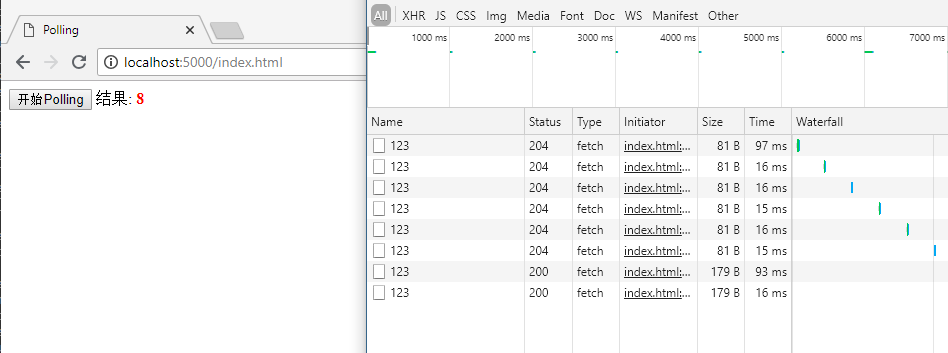 Polling
localhost:5000/index.html
开始Polling 结果: 8
All XHR JS CSS Img Media Font Doc WS Manifest Other
1000 ms 2000 ms 3000 ms 4000 ms 5000 ms 6000 ms 7000 ms
Name Status Type Initiator Size Time Waterfall
123 204 fetch index.html:... 81 B 97 ms
123 204 fetch index.html:... 81 B 16 ms
123 204 fetch index.html:... 81 B 16 ms
123 204 fetch index.html:... 81 B 15 ms
123 204 fetch index.html:... 81 B 16 ms
123 204 fetch index.html:... 81 B 15 ms
123 200 fetch index.html:... 179 B 93 ms
123 200 fetch index.html:... 179 B 16 ms